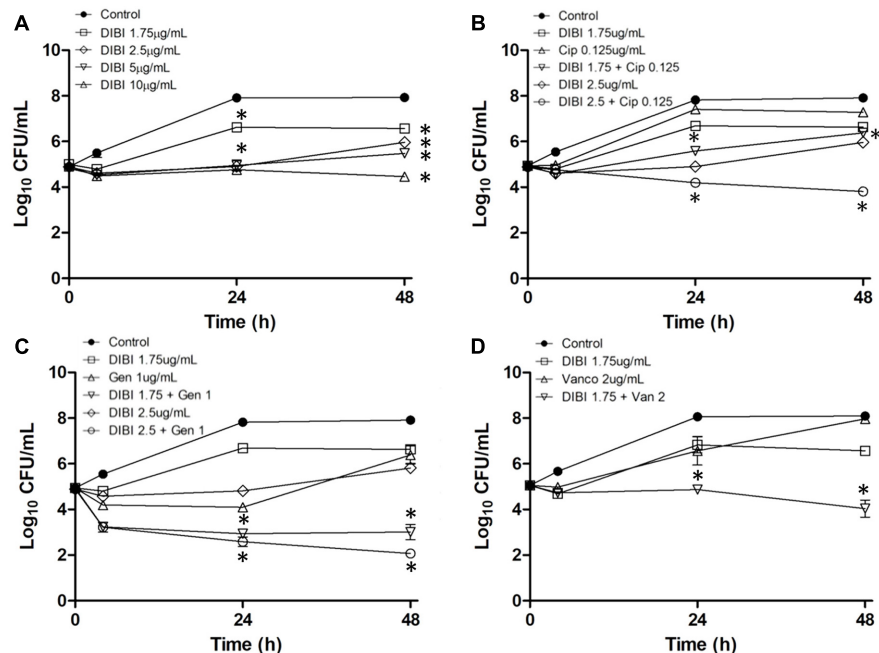 A
Control
DIBI 1.75µg/mL
DIBI 2.5µg/mL
DIBI 5µg/mL
DIBI 10µg/mL
10
8
6
4
2
0
Log10 CFU/mL
*
*
*
*
*
*
0
24
48
Time (h)
B
Control
DIBI 1.75ug/mL
Cip 0.125ug/mL
DIBI 1.75 + Cip 0.125
DIBI 2.5ug/mL
DIBI 2.5 + Cip 0.125
10
8
6
4
2
0
Log10 CFU/mL
*
*
*
*
0
24
48
Time (h)
C
Control
DIBI 1.75ug/mL
Gen 1ug/mL
DIBI 1.75 + Gen 1
DIBI 2.5ug/mL
DIBI 2.5 + Gen 1
10
8
6
4
2
0
Log10 CFU/mL
*
*
*
*
0
24
48
Time (h)
D
Control
DIBI 1.75ug/mL
Vanco 2ug/mL
DIBI 1.75 + Van 2
10
8
6
4
2
0
Log10 CFU/mL
*
*
0
24
48
Time (h)